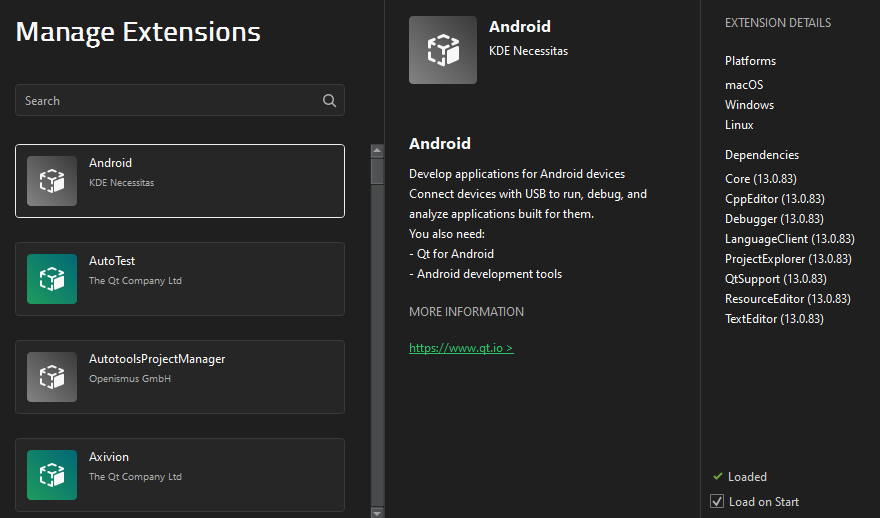 Manage Extensions
Search
Android
KDE Necessitas
AutoTest
The Qt Company Ltd
AutotoolsProjectManager
Openismus GmbH
Axivion
The Qt Company Ltd
Android
KDE Necessitas
Android
Develop applications for Android devices
Connect devices with USB to run, debug, and
analyze applications built for them.
You also need:
- Qt for Android
- Android development tools
MORE INFORMATION
https://www.qt.io >
EXTENSION DETAILS
Platforms
macOS
Windows
Linux
Dependencies
Core (13.0.83)
CppEditor (13.0.83)
Debugger (13.0.83)
LanguageClient (13.0.83)
ProjectExplorer (13.0.83)
QtSupport (13.0.83)
ResourceEditor (13.0.83)
TextEditor (13.0.83)
Loaded
Load on Start